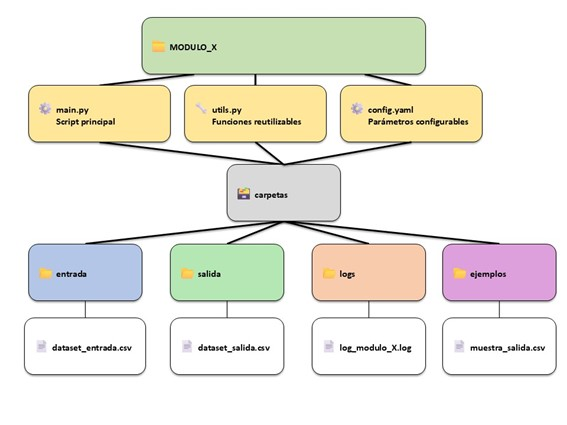 MODULO_X
main.py
Script principal
utils.py
Funciones reutilizables
config.yaml
Parámetros configurables
carpetas
entrada
salida
logs
ejemplos
dataset_entrada.csv
dataset_salida.csv
log_modulo_X.log
muestra_salida.csv